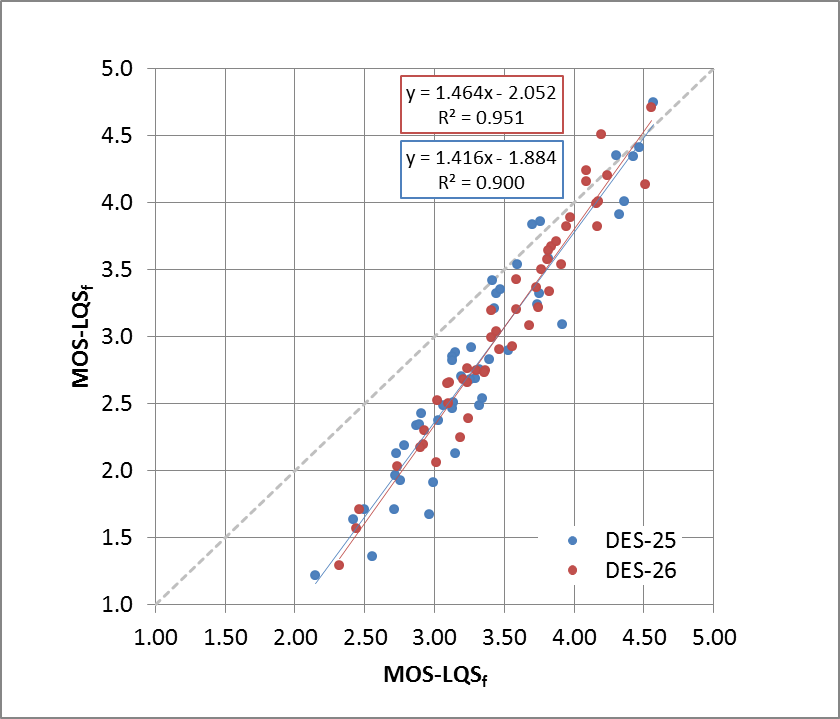 5.0
y = 1.464x - 2.052
R² = 0.951
4.5
y = 1.416x - 1.884
R² = 0.900
4.0
3.5
3.0
2.5
2.0
1.5
1.0
MOS-LQSf
DES-25
DES-26
1.00 1.50 2.00 2.50 3.00 3.50 4.00 4.50 5.00
MOS-LQSf